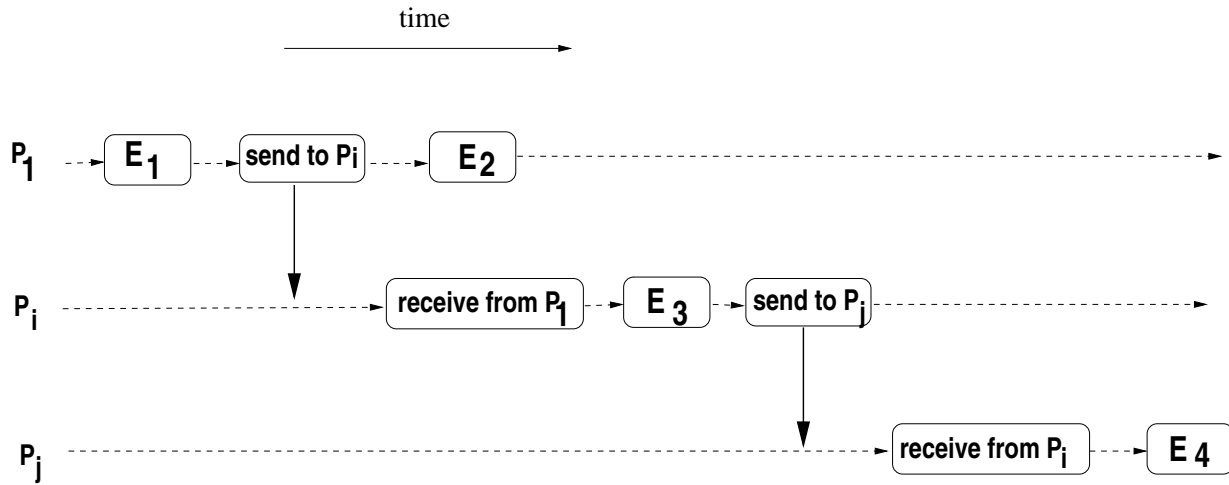 time
P1 E1 send to Pi E2
Pi receive from P1 E3 send to Pj
Pj receive from Pi E4